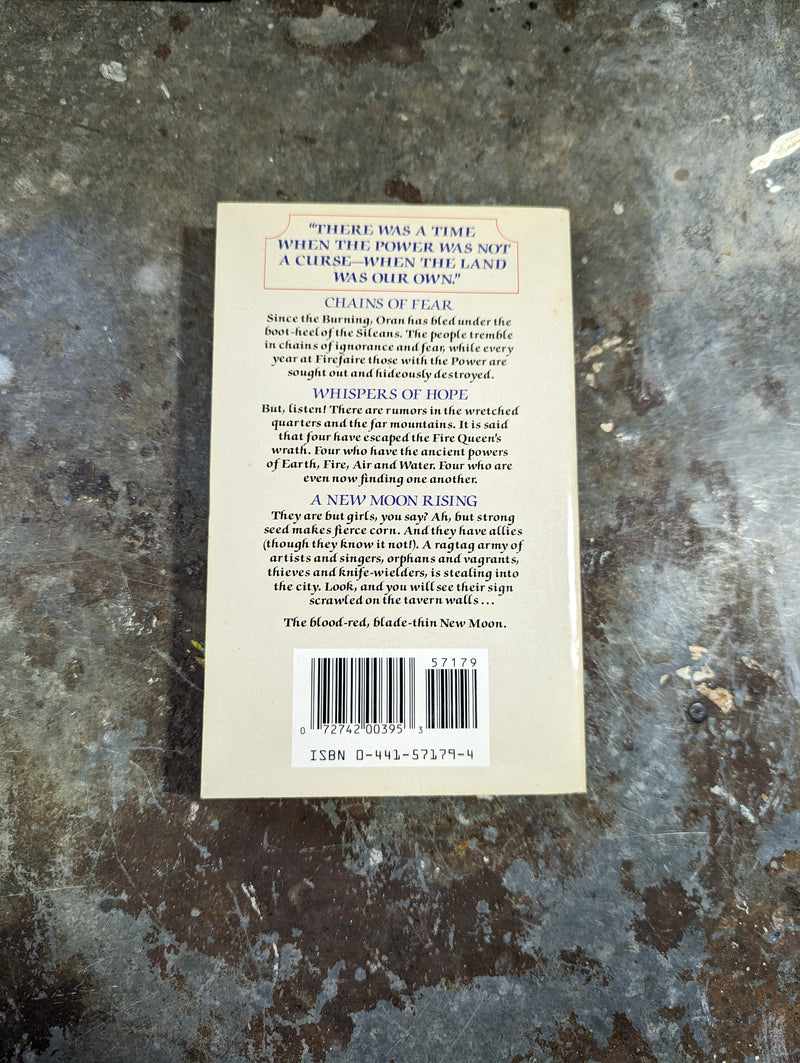 "THERE WAS A TIME
WHEN THE POWER WAS NOT
A CURSE—WHEN THE LAND
WAS OUR OWN."
CHAINS OF FEAR
Since the Burning, Oran has bled under the
boot-heel of the Sileans. The people tremble
in chains of ignorance and fear, while every
year at Firefaire those with the Power are
sought out and hideously destroyed.
WHISPERS OF HOPE
But, listen! There are rumors in the wretched
quarters and the far mountains. It is said
that four have escaped the Fire Queen's
wrath. Four who have the ancient powers
of Earth, Fire, Air and Water. Four who are
even now finding one another.
A NEW MOON RISING
They are but girls, you say? Ah, but strong
seed makes fierce corn. And they have allies
(though they know it not!). A ragtag army of
artists and singers, orphans and vagrants,
thieves and knife-wielders, is stealing into
the city. Look, and you will see their sign
scrawled on the tavern walls ...
The blood-red, blade-thin New Moon.
57179
0 72742 00395 3
ISBN 0-441-57179-4